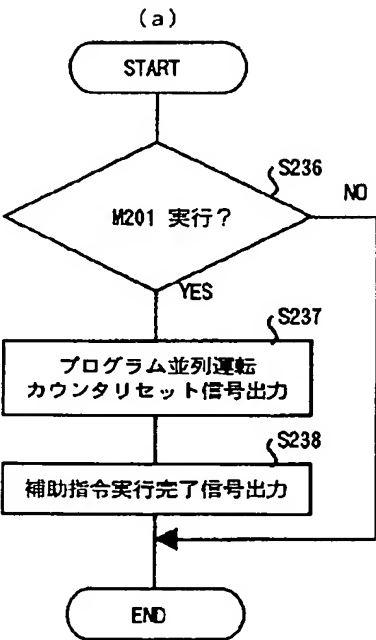 (a)
START
S236
M201 実行？
NO
YES
S237
プログラム並列運転
カウンタリセット信号出力
S238
補助指令実行完了信号出力
END